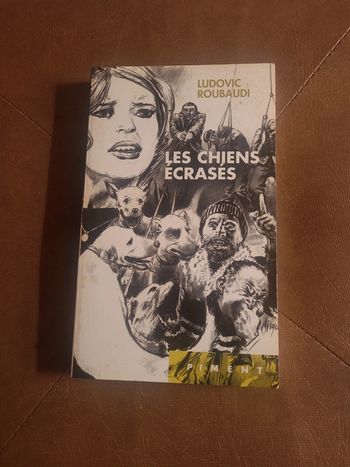 LUDOVIC
ROUBAUDI
LES CHIENS
ÉCRASÉS
PIMENT